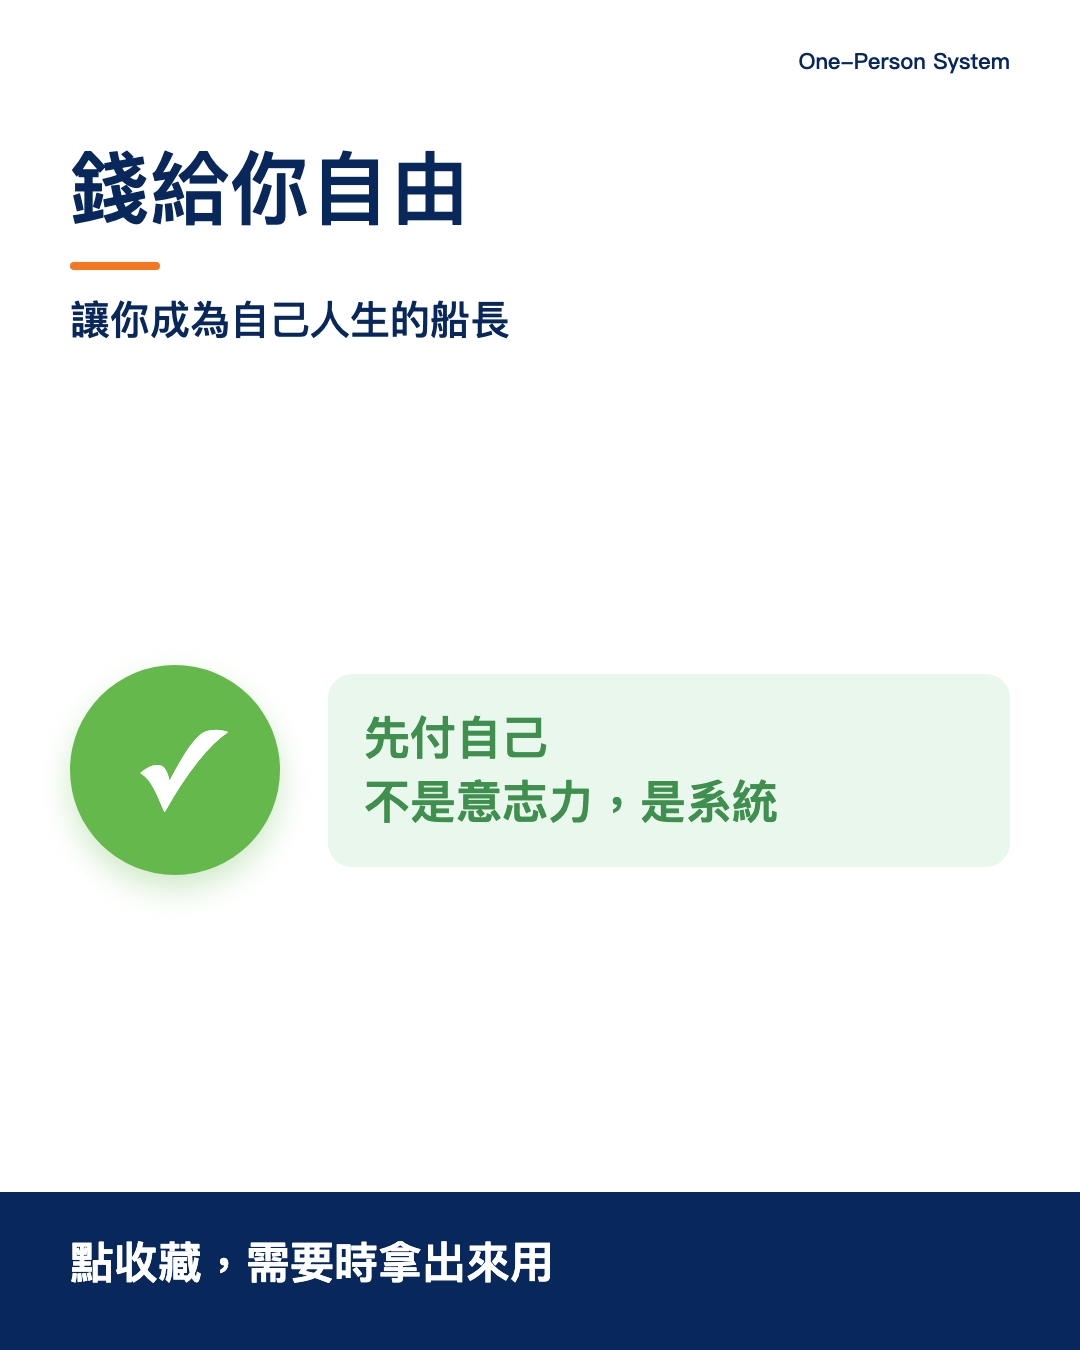 One–Person System
錢給你自由
讓你成為自己人生的船長
先付自己
不是意志力，是系統
點收藏，需要時拿出來用